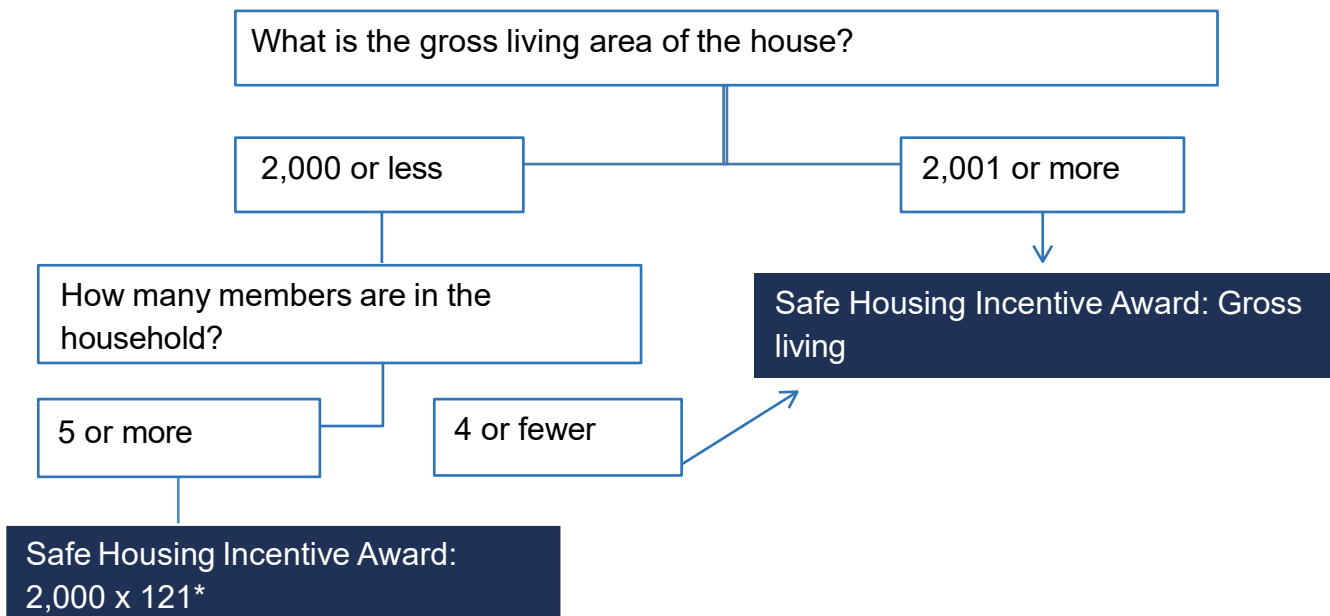 What is the gross living area of the house?
2,000 or less
2,001 or more
How many members are in the
household?
Safe Housing Incentive Award: Gross
living
5 or more
4 or fewer
Safe Housing Incentive Award:
2,000 x 121*